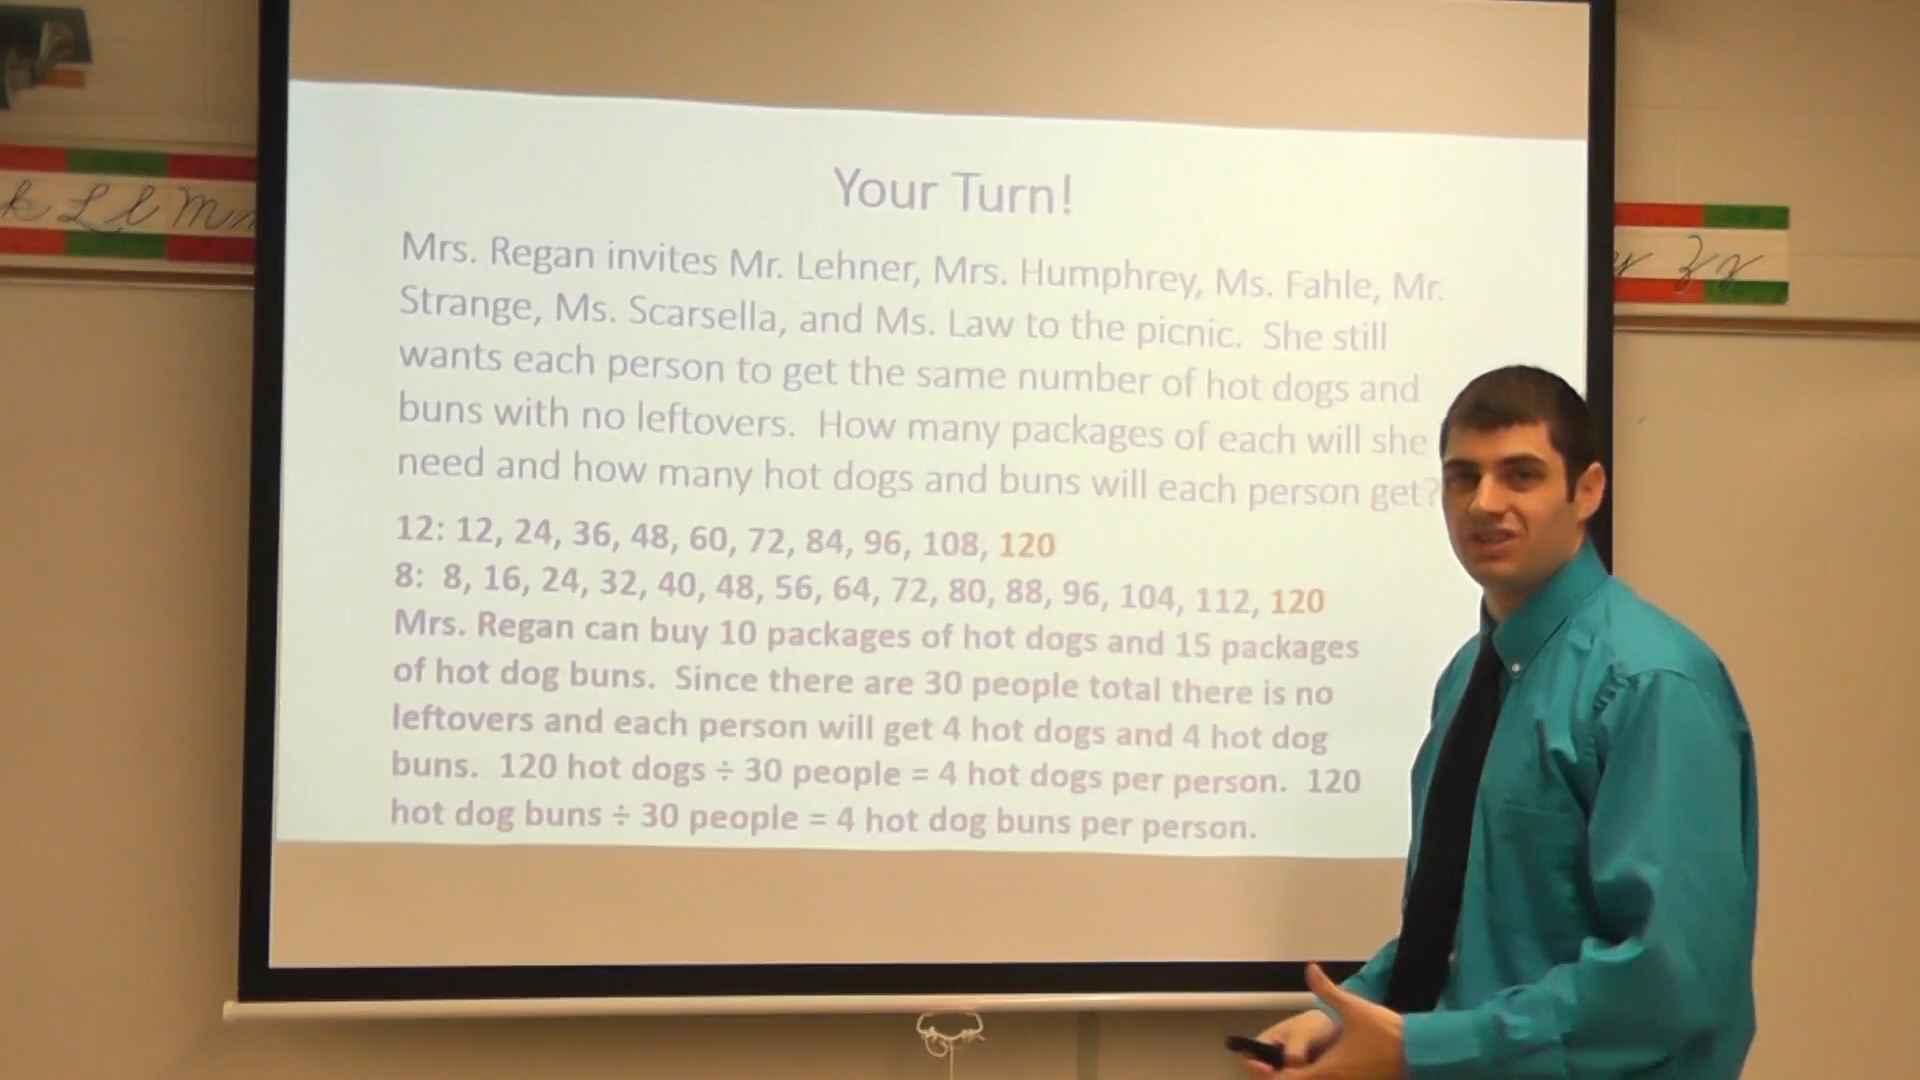 k L l M m
y Z z
Your Turn!
Mrs. Regan invites Mr. Lehner, Mrs. Humphrey, Ms. Fahle, Mr.
Strange, Ms. Scarsella, and Ms. Law to the picnic. She still
wants each person to get the same number of hot dogs and
buns with no leftovers. How many packages of each will she
need and how many hot dogs and buns will each person get?
12: 12, 24, 36, 48, 60, 72, 84, 96, 108, 120
8: 8, 16, 24, 32, 40, 48, 56, 64, 72, 80, 88, 96, 104, 112, 120
Mrs. Regan can buy 10 packages of hot dogs and 15 packages
of hot dog buns. Since there are 30 people total there is no
leftovers and each person will get 4 hot dogs and 4 hot dog
buns. 120 hot dogs ÷ 30 people = 4 hot dogs per person. 120
hot dog buns ÷ 30 people = 4 hot dog buns per person.